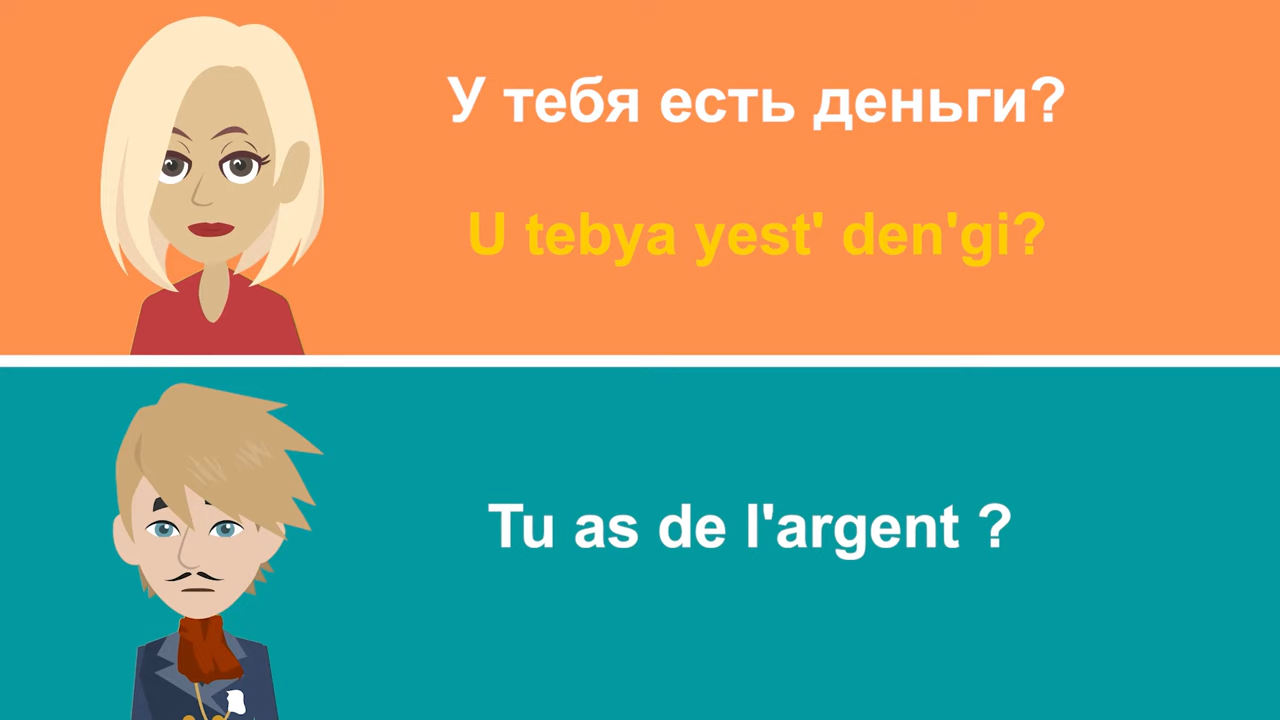 У тебя есть деньги?
U tebya yest' den'gi?
Tu as de l'argent ?